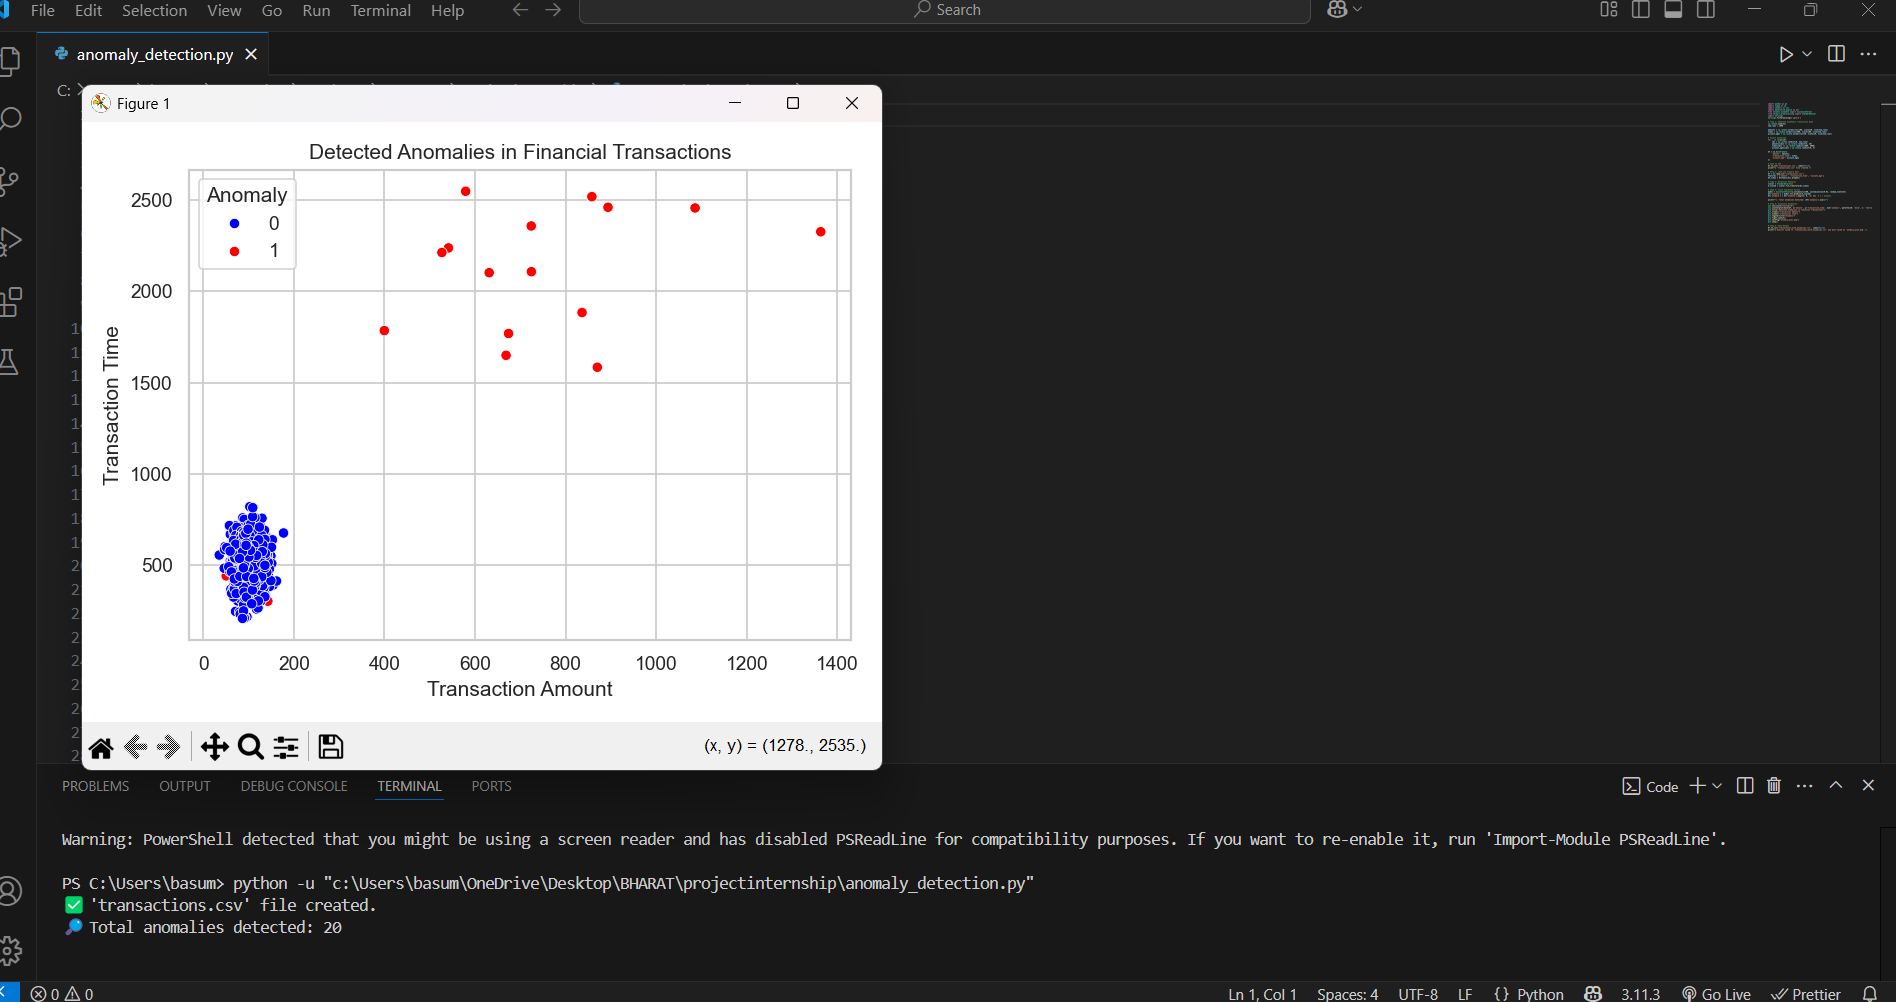 File Edit Selection View Go Run Terminal Help
Search
anomaly_detection.py
C:
Figure 1
Detected Anomalies in Financial Transactions
Anomaly
0
1
2500
2000
1500
1000
500
Transaction Time
0 200 400 600 800 1000 1200 1400
Transaction Amount
(x, y) = (1278., 2535.)
PROBLEMS OUTPUT DEBUG CONSOLE TERMINAL PORTS
Code
Warning: PowerShell detected that you might be using a screen reader and has disabled PSReadLine for compatibility purposes. If you want to re-enable it, run 'Import-Module PSReadLine'.
PS C:\Users\basum> python -u "c:\Users\basum\OneDrive\Desktop\BHARAT\projectinternship\anomaly_detection.py"
✅ 'transactions.csv' file created.
🔎 Total anomalies detected: 20
0 0
Ln 1, Col 1 Spaces: 4 UTF-8 LF {} Python 3.11.3 Go Live Prettier